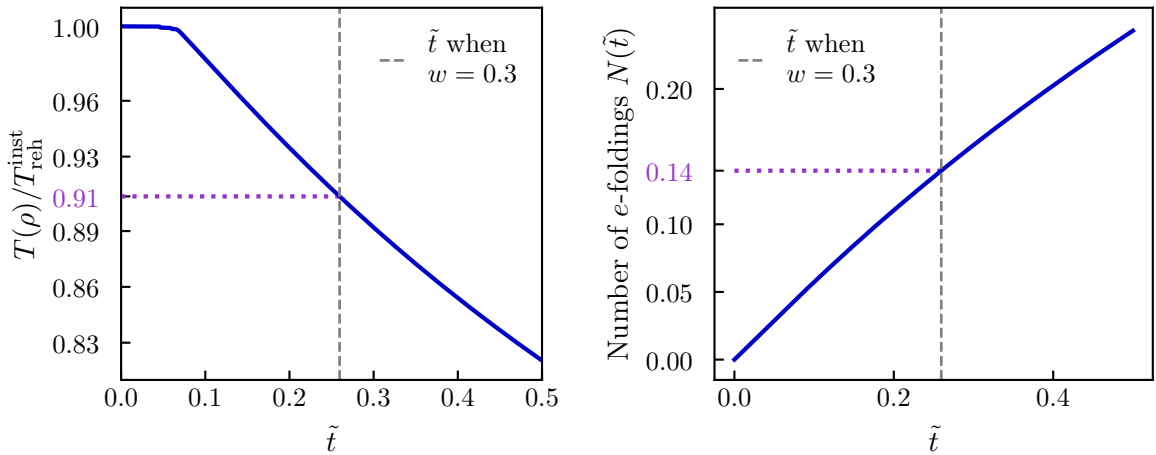 1.00
0.96
0.93
0.91
0.89
0.86
0.83
T(ρ)/T_reh^inst
0.0 0.1 0.2 0.3 0.4 0.5
t̃
t̃ when
w = 0.3
0.20
0.14
0.10
0.05
0.00
Number of e-foldings N(t̃)
0.0 0.2 0.4
t̃
t̃ when
w = 0.3